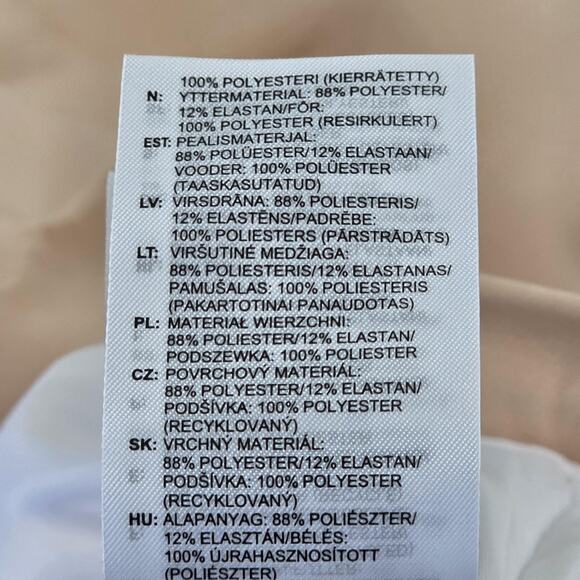 100% POLYESTERI (KIERRÄTETTY)
N: YTTERMATERIAL: 88% POLYESTER/
12% ELASTAN/FÔR:
100% POLYESTER (RESIRKULERT)
EST: PEALISMATERJAL:
88% POLÜESTER/12% ELASTAAN/
VOODER: 100% POLÜESTER
(TAASKASUTATUD)
LV: VIRSDRĀNA: 88% POLIESTERIS/
12% ELASTĒNS/PADRĒBE:
100% POLIESTERS (PĀRSTRĀDĀTS)
LT: VIRŠUTINĖ MEDŽIAGA:
88% POLIESTERIS/12% ELASTANAS/
PAMUŠALAS: 100% POLIESTERIS
(PAKARTOTINAI PANAUDOTAS)
PL: MATERIAŁ WIERZCHNI:
88% POLIESTER/12% ELASTAN/
PODSZEWKA: 100% POLIESTER
CZ: POVRCHOVÝ MATERIÁL:
88% POLYESTER/12% ELASTAN/
PODŠÍVKA: 100% POLYESTER
(RECYKLOVANÝ)
SK: VRCHNÝ MATERIÁL:
88% POLYESTER/12% ELASTAN/
PODŠÍVKA: 100% POLYESTER
(RECYKLOVANÝ)
HU: ALAPANYAG: 88% POLIÉSZTER/
12% ELASZTÁN/BÉLÉS:
100% ÚJRAHASZNOSÍTOTT
(POLIÉSZTER)